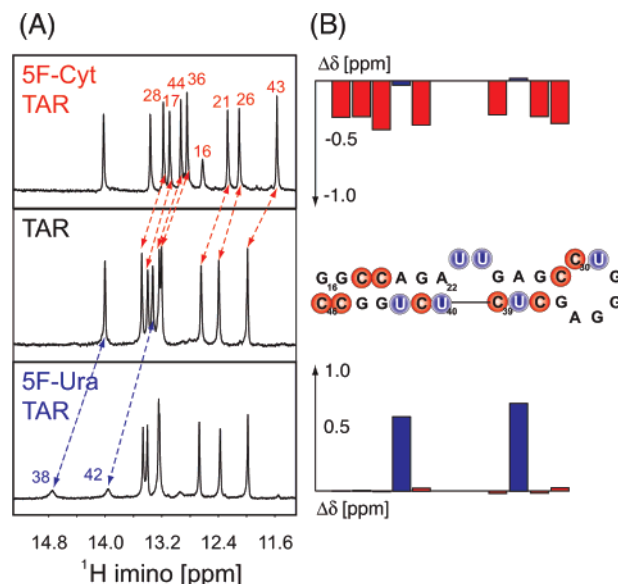 (A)
5F-Cyt
TAR
28
17
44
36
16
21
26
43
TAR
5F-Ura
TAR
38
42
14.8 14.0 13.2 12.4 11.6
¹H imino [ppm]
(B)
Δδ [ppm]
-0.5
-1.0
U U
G G C C A G A G A G C C U
16 22 30
C C G G U C U C U C G A G G G
46 40 39
1.0
0.5
Δδ [ppm]